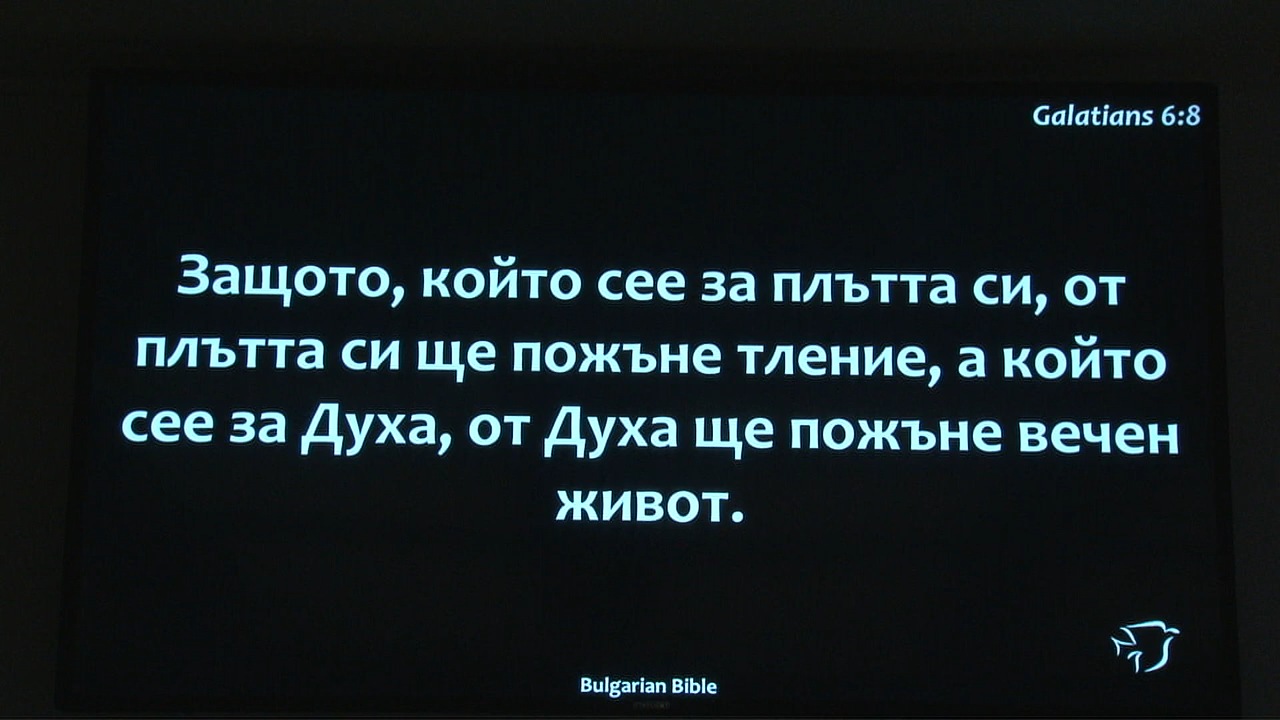 Galatians 6:8
Защото, който сее за плътта си, от
плътта си ще пожъне тление, а който
сее за Духа, от Духа ще пожъне вечен
живот.
Bulgarian Bible